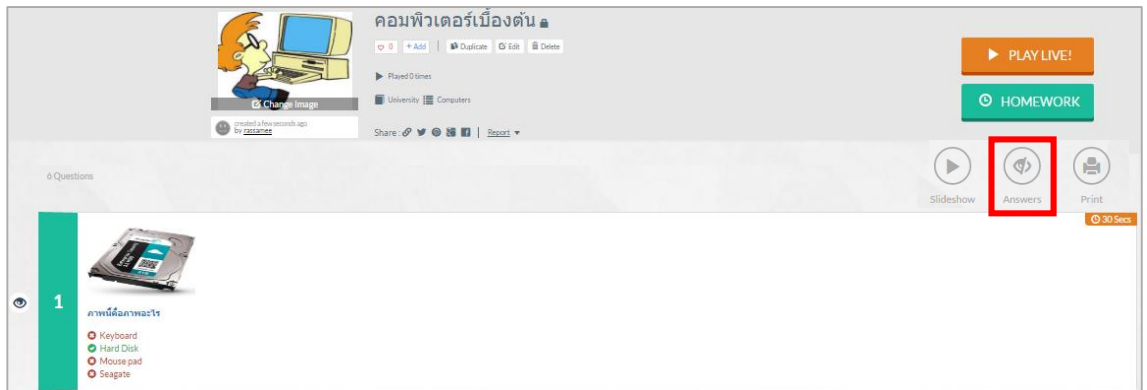 คอมพิวเตอร์เบื้องต้น
0 + Add | Duplicate Edit Delete
Played 0 times
University Computers
Change Image
created a few seconds ago
by rassamee
Share: | Report
PLAY LIVE!
HOMEWORK
6 Questions
Slideshow Answers Print
30 Secs
1
ภาพนี้คือภาพอะไร
Keyboard
Hard Disk
Mouse pad
Seagate